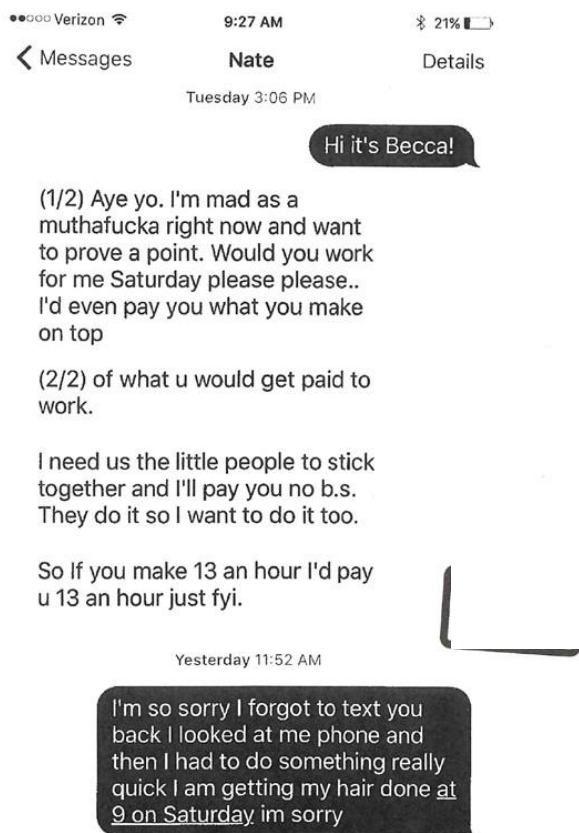 Verizon 9:27 AM 21%
Messages Nate Details
Tuesday 3:06 PM
Hi it's Becca!
(1/2) Aye yo. I'm mad as a
muthafucka right now and want
to prove a point. Would you work
for me Saturday please please..
I'd even pay you what you make
on top
(2/2) of what u would get paid to
work.
I need us the little people to stick
together and I'll pay you no b.s.
They do it so I want to do it too.
So If you make 13 an hour I'd pay
u 13 an hour just fyi.
Yesterday 11:52 AM
I'm so sorry I forgot to text you
back I looked at me phone and
then I had to do something really
quick I am getting my hair done at
9 on Saturday im sorry